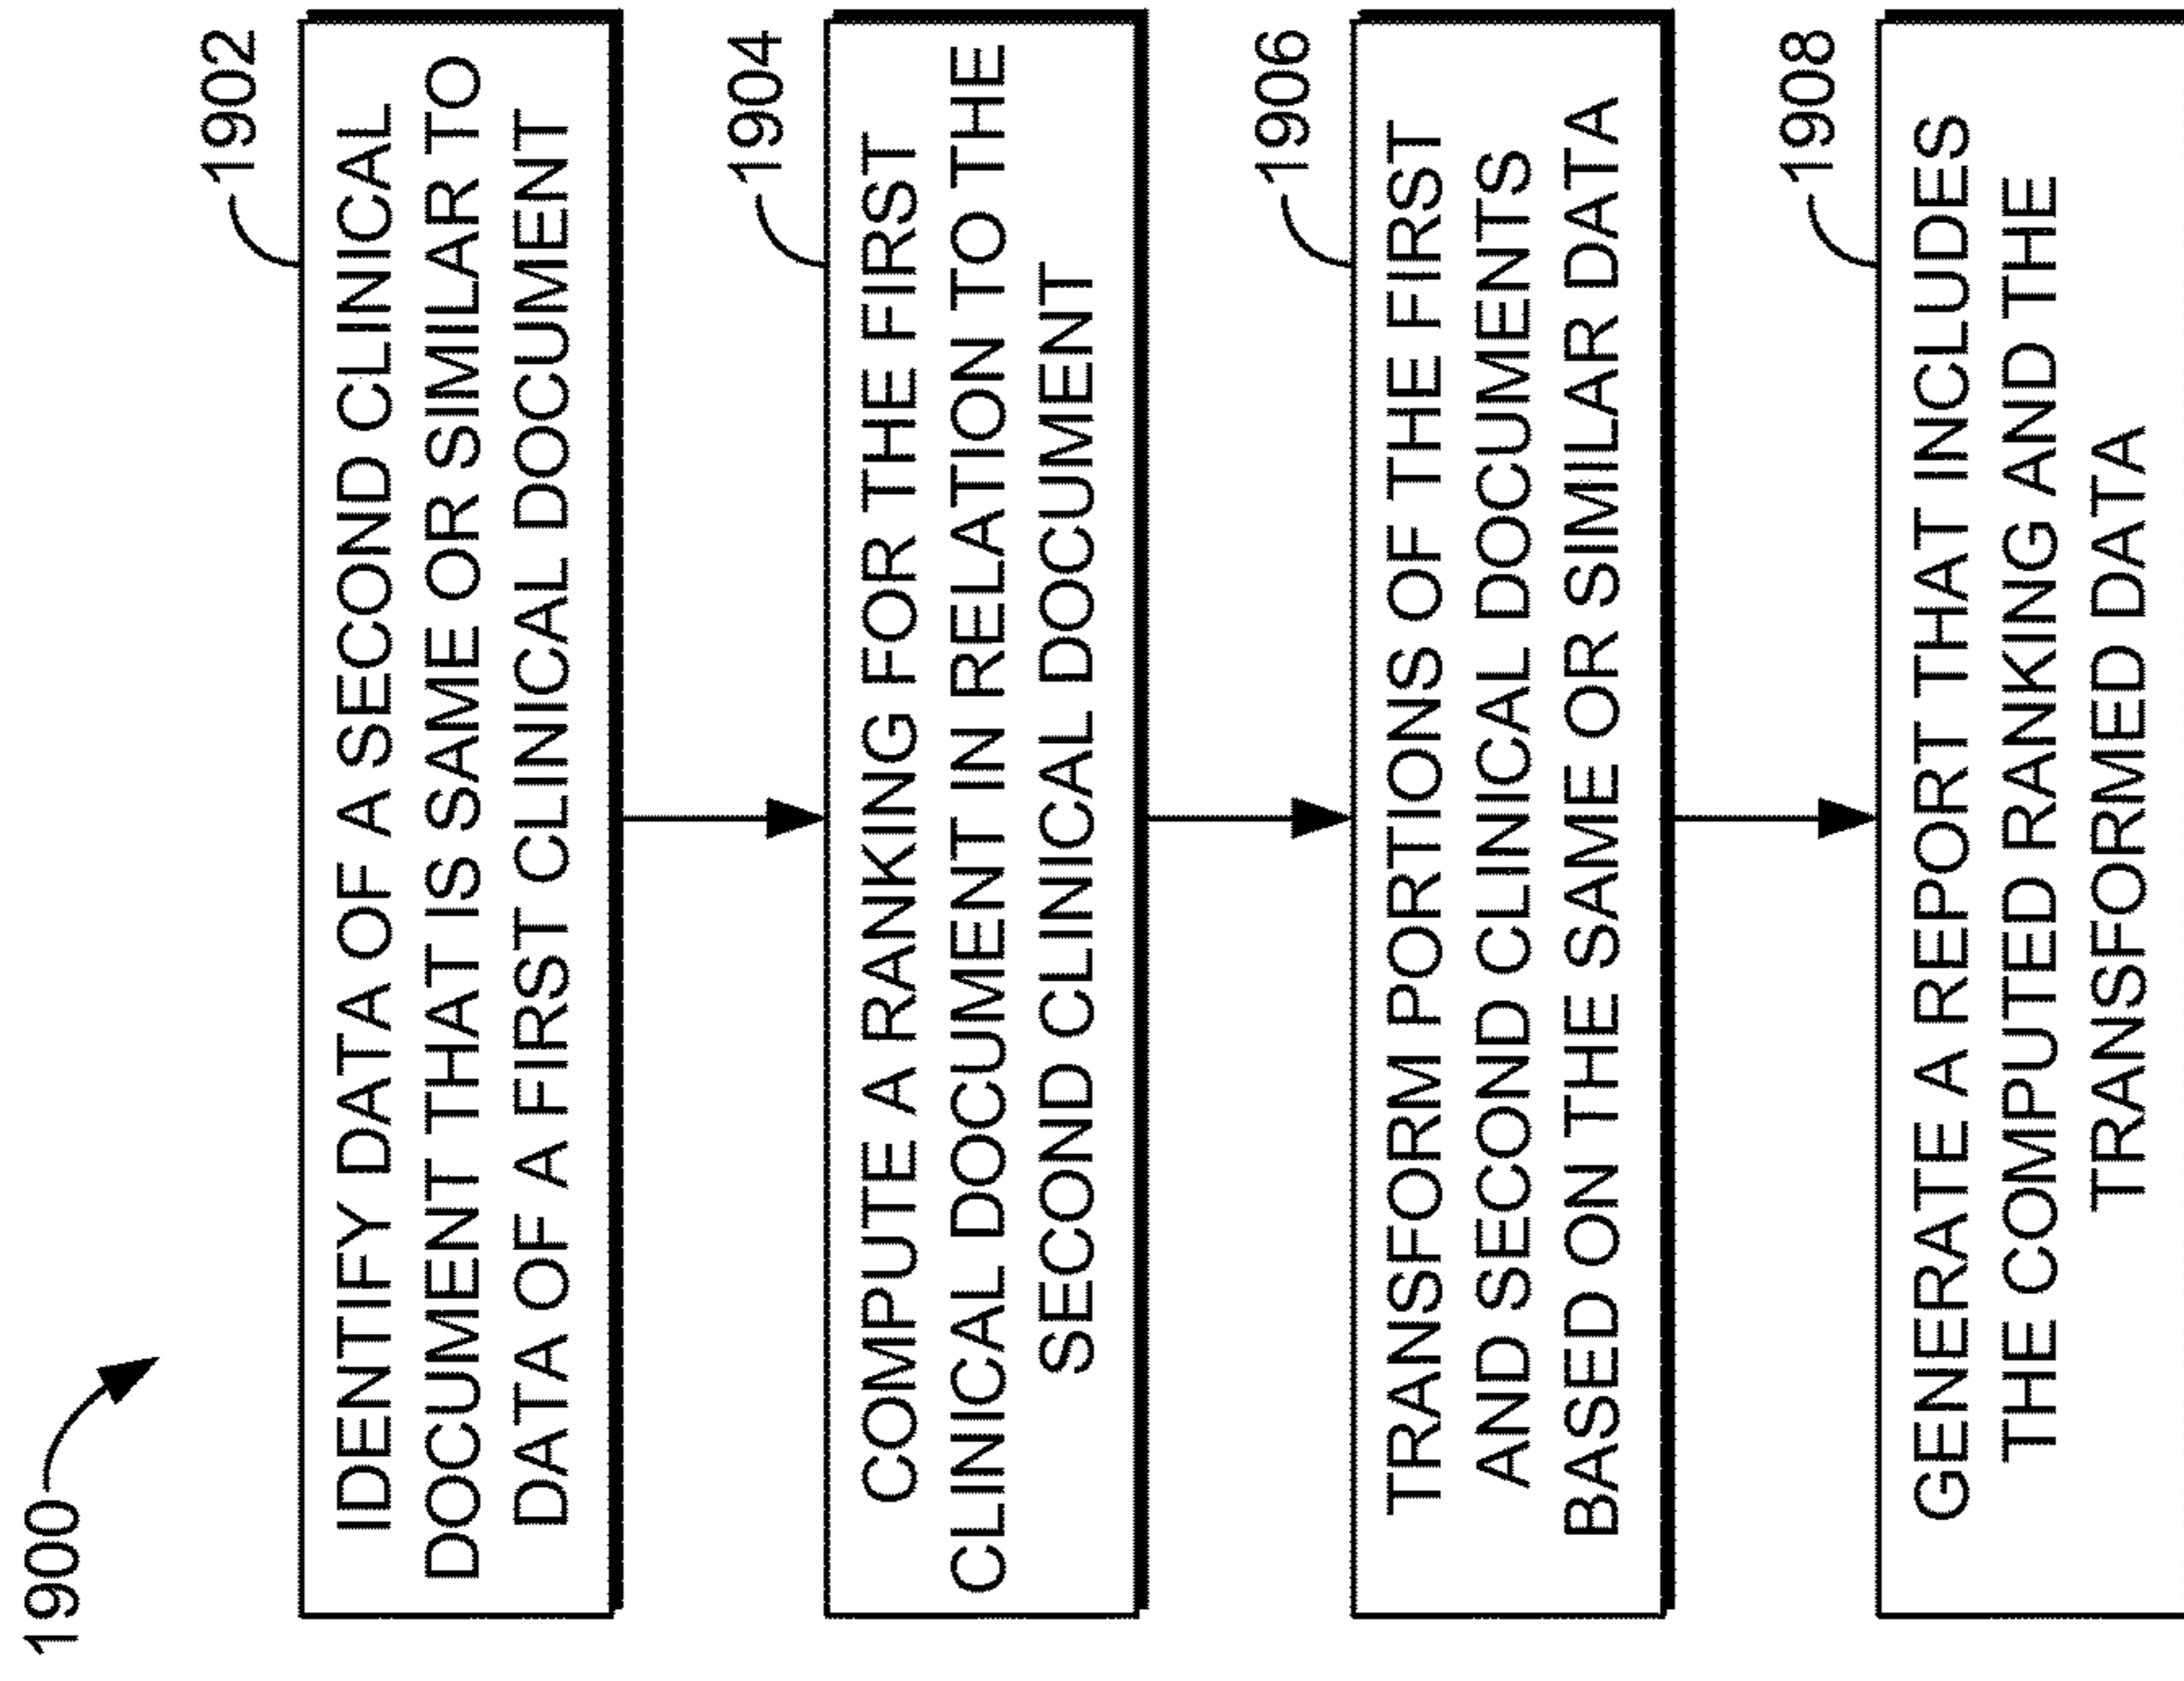 1900
1902
IDENTIFY DATA OF A SECOND CLINICAL
DOCUMENT THAT IS SAME OR SIMILAR TO
DATA OF A FIRST CLINICAL DOCUMENT
1904
COMPUTE A RANKING FOR THE FIRST
CLINICAL DOCUMENT IN RELATION TO THE
SECOND CLINICAL DOCUMENT
1906
TRANSFORM PORTIONS OF THE FIRST
AND SECOND CLINICAL DOCUMENTS
BASED ON THE SAME OR SIMILAR DATA
1908
GENERATE A REPORT THAT INCLUDES
THE COMPUTED RANKING AND THE
TRANSFORMED DATA